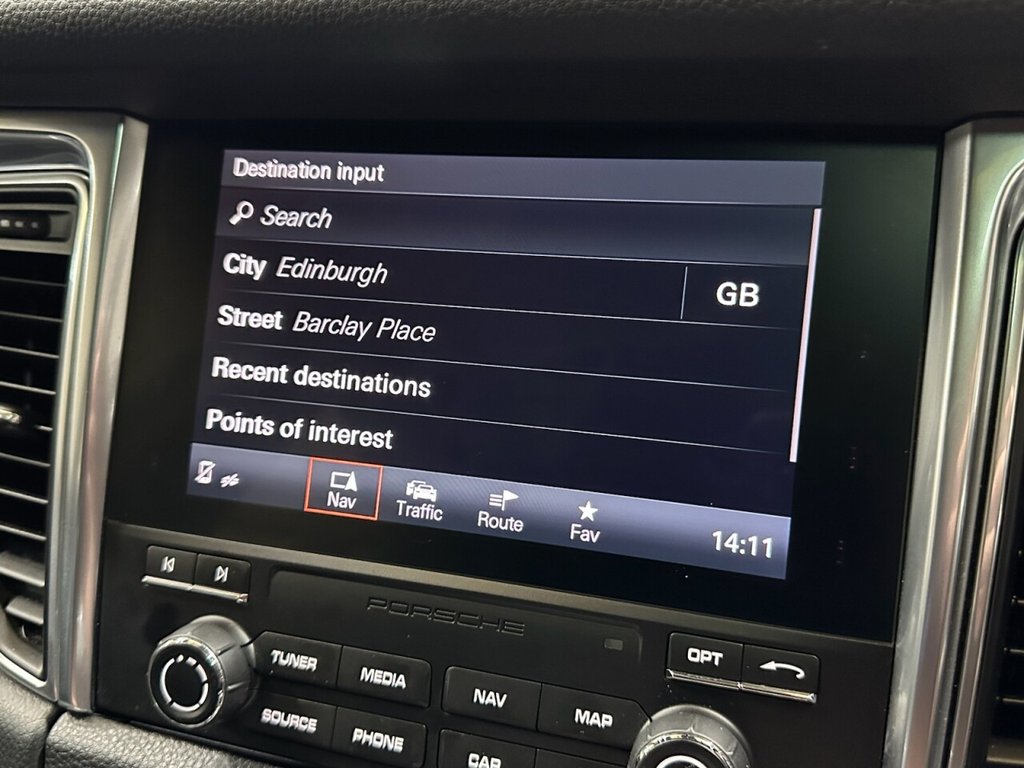 Destination input
Search
City Edinburgh GB
Street Barclay Place
Recent destinations
Points of interest
Nav Traffic Route Fav 14:11
PORSCHE
TUNER MEDIA NAV MAP OPT
SOURCE PHONE CAR